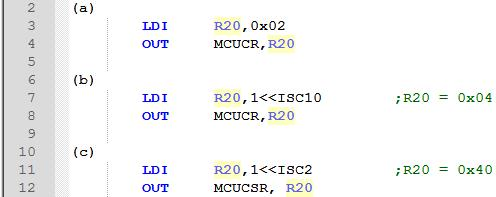 2 (a)
3 LDI R20,0x02
4 OUT MCUCR,R20
5
6 (b)
7 LDI R20,1<<ISC10 ;R20 = 0x04
8 OUT MCUCR,R20
9
10 (c)
11 LDI R20,1<<ISC2 ;R20 = 0x40
12 OUT MCUCSR, R20